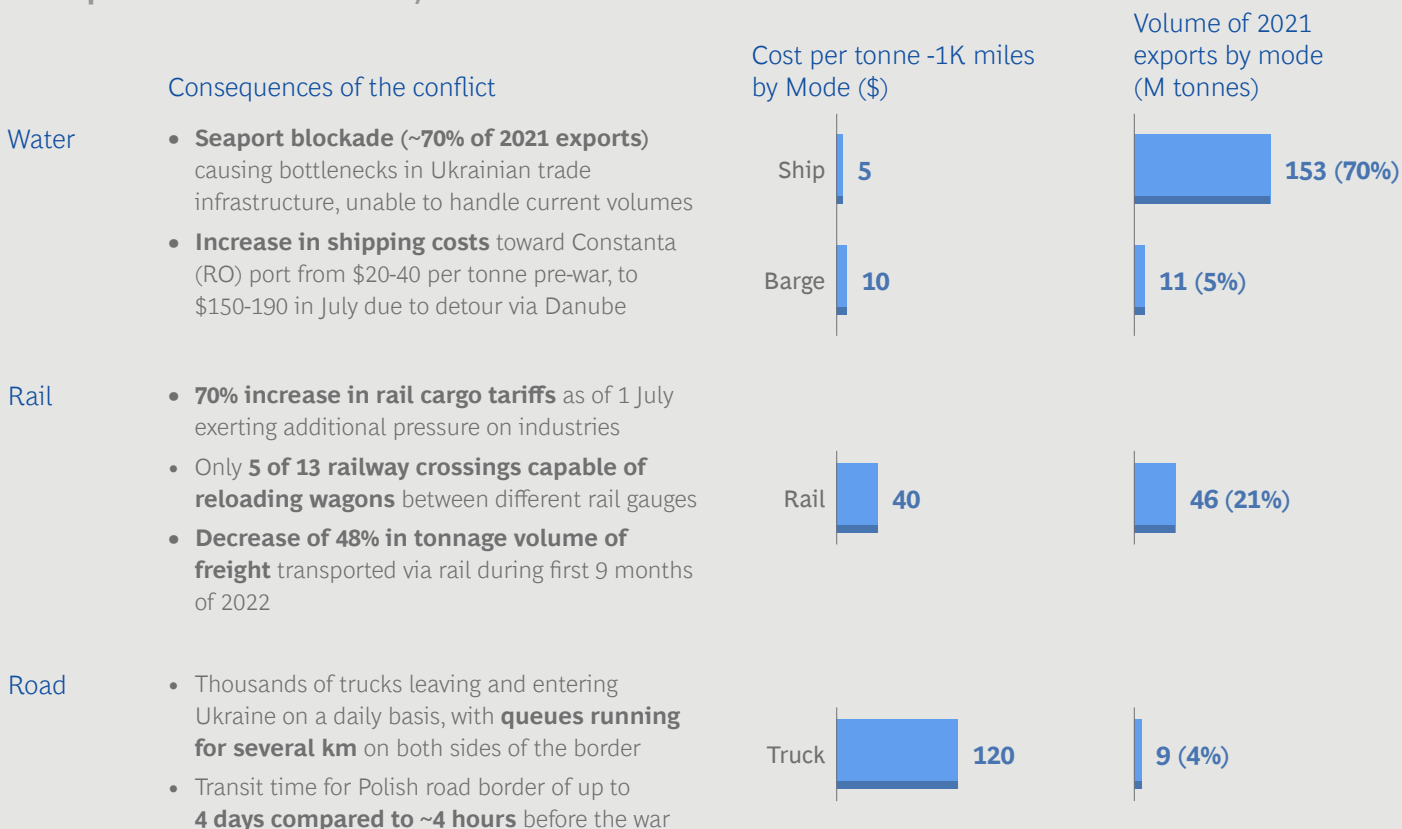 Volume of 2021
exports by mode
(M tonnes)
Cost per tonne -1K miles
by Mode ($)
Consequences of the conflict
Water
• Seaport blockade (~70% of 2021 exports)
causing bottlenecks in Ukrainian trade
infrastructure, unable to handle current volumes
• Increase in shipping costs toward Constanta
(RO) port from $20-40 per tonne pre-war, to
$150-190 in July due to detour via Danube
Ship 5
153 (70%)
Barge 10
11 (5%)
Rail
• 70% increase in rail cargo tariffs as of 1 July
exerting additional pressure on industries
• Only 5 of 13 railway crossings capable of
reloading wagons between different rail gauges
• Decrease of 48% in tonnage volume of
freight transported via rail during first 9 months
of 2022
Rail 40
46 (21%)
Road
• Thousands of trucks leaving and entering
Ukraine on a daily basis, with queues running
for several km on both sides of the border
• Transit time for Polish road border of up to
4 days compared to ~4 hours before the war
Truck 120
9 (4%)